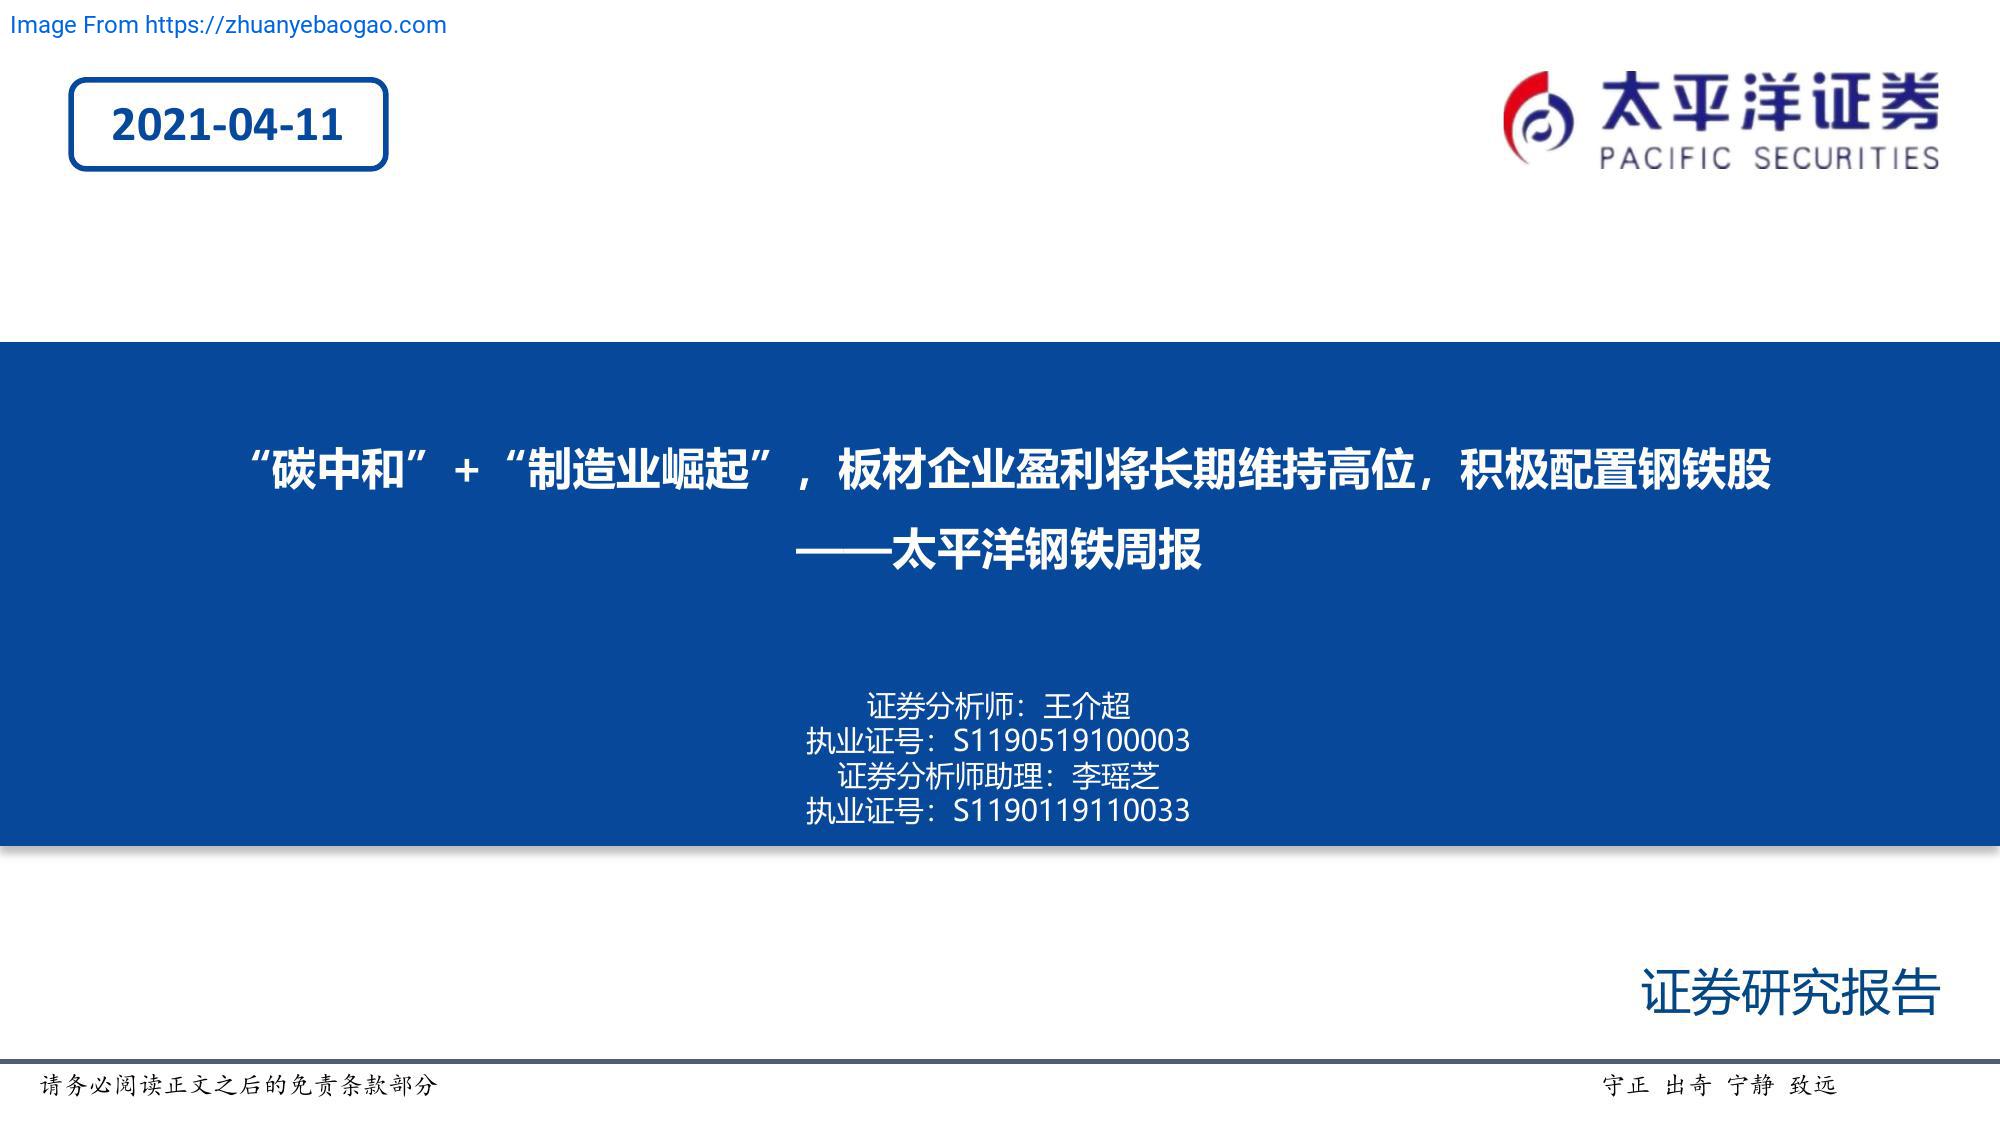 Image From https://zhuanyebaogao.com
2021-04-11
太平洋证券
PACIFIC SECURITIES
“碳中和”+“制造业崛起”，板材企业盈利将长期维持高位，积极配置钢铁股
——太平洋钢铁周报
证券分析师：王介超
执业证号：S1190519100003
证券分析师助理：李瑶芝
执业证号：S1190119110033
证券研究报告
请务必阅读正文之后的免责条款部分
守正 出奇 宁静 致远